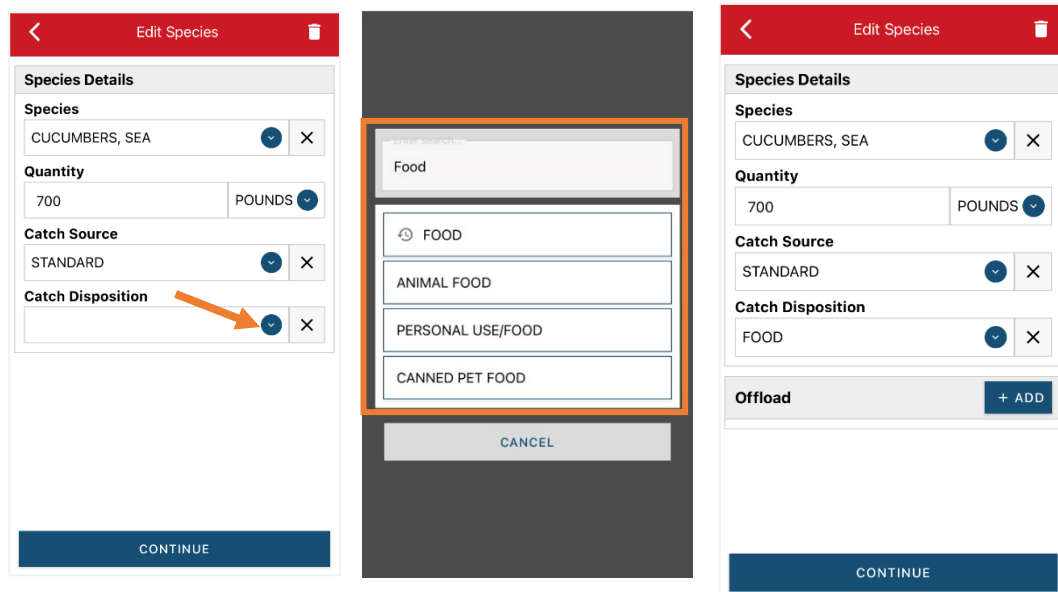 Edit Species
Species Details
Species
CUCUMBERS, SEA
Quantity
700 POUNDS
Catch Source
STANDARD
Catch Disposition
CONTINUE
Enter search...
Food
FOOD
ANIMAL FOOD
PERSONAL USE/FOOD
CANNED PET FOOD
CANCEL
Edit Species
Species Details
Species
CUCUMBERS, SEA
Quantity
700 POUNDS
Catch Source
STANDARD
Catch Disposition
FOOD
Offload + ADD
CONTINUE